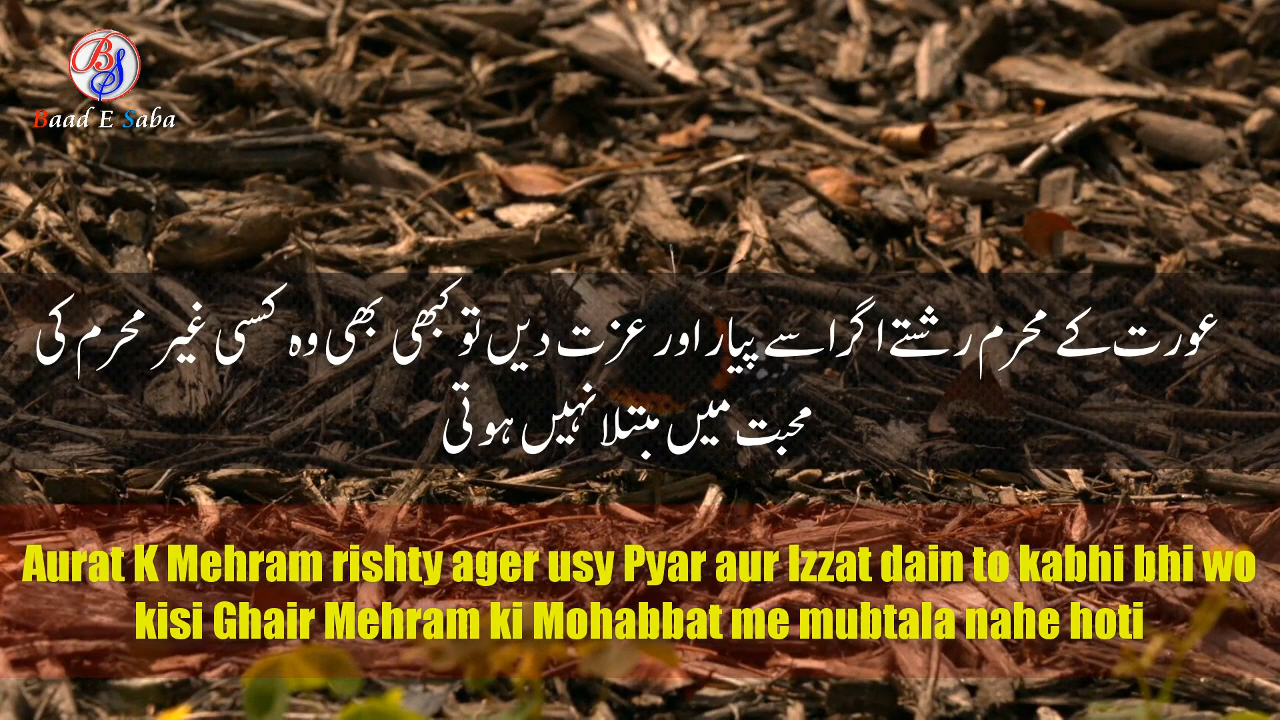 BS
Baad E Saba
عورت کے محرم رشتے اگر اسے پیار اور عزت دیں تو کبھی بھی وہ کسی غیر محرم کی
محبت میں مبتلا نہیں ہوتی
Aurat K Mehram rishty ager usy Pyar aur Izzat dain to kabhi bhi wo
kisi Ghair Mehram ki Mohabbat me mubtala nahe hoti